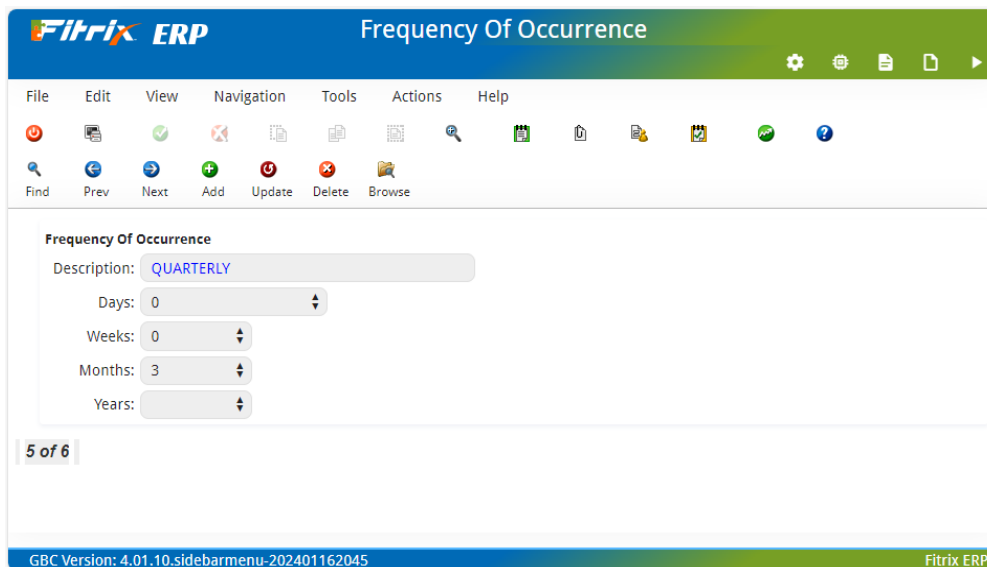 Fitrix ERP
Frequency Of Occurrence
File Edit View Navigation Tools Actions Help
Find Prev Next Add Update Delete Browse
Frequency Of Occurrence
Description: QUARTERLY
Days: 0
Weeks: 0
Months: 3
Years:
5 of 6
GBC Version: 4.01.10.sidebarmenu-202401162045 Fitrix ERP